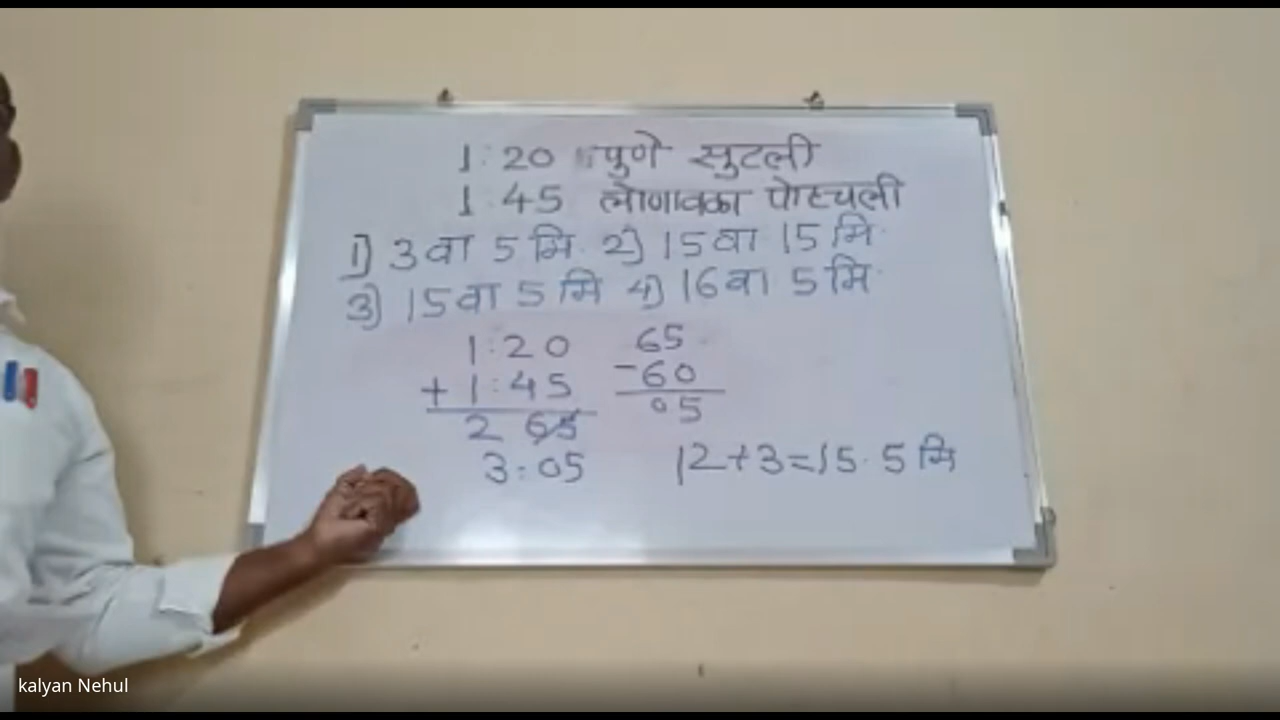 1:20 पुणे सुटली
1:45 लोणावळा पोहचली
1) 3 वा 5 मि. 2) 15 वा 15 मि.
3) 15 वा 5 मि 4) 16 वा 5 मि.
1:20
+ 1:45
2 65
3:05
65
-60
05
12+3=15. 5 मि
kalyan Nehul